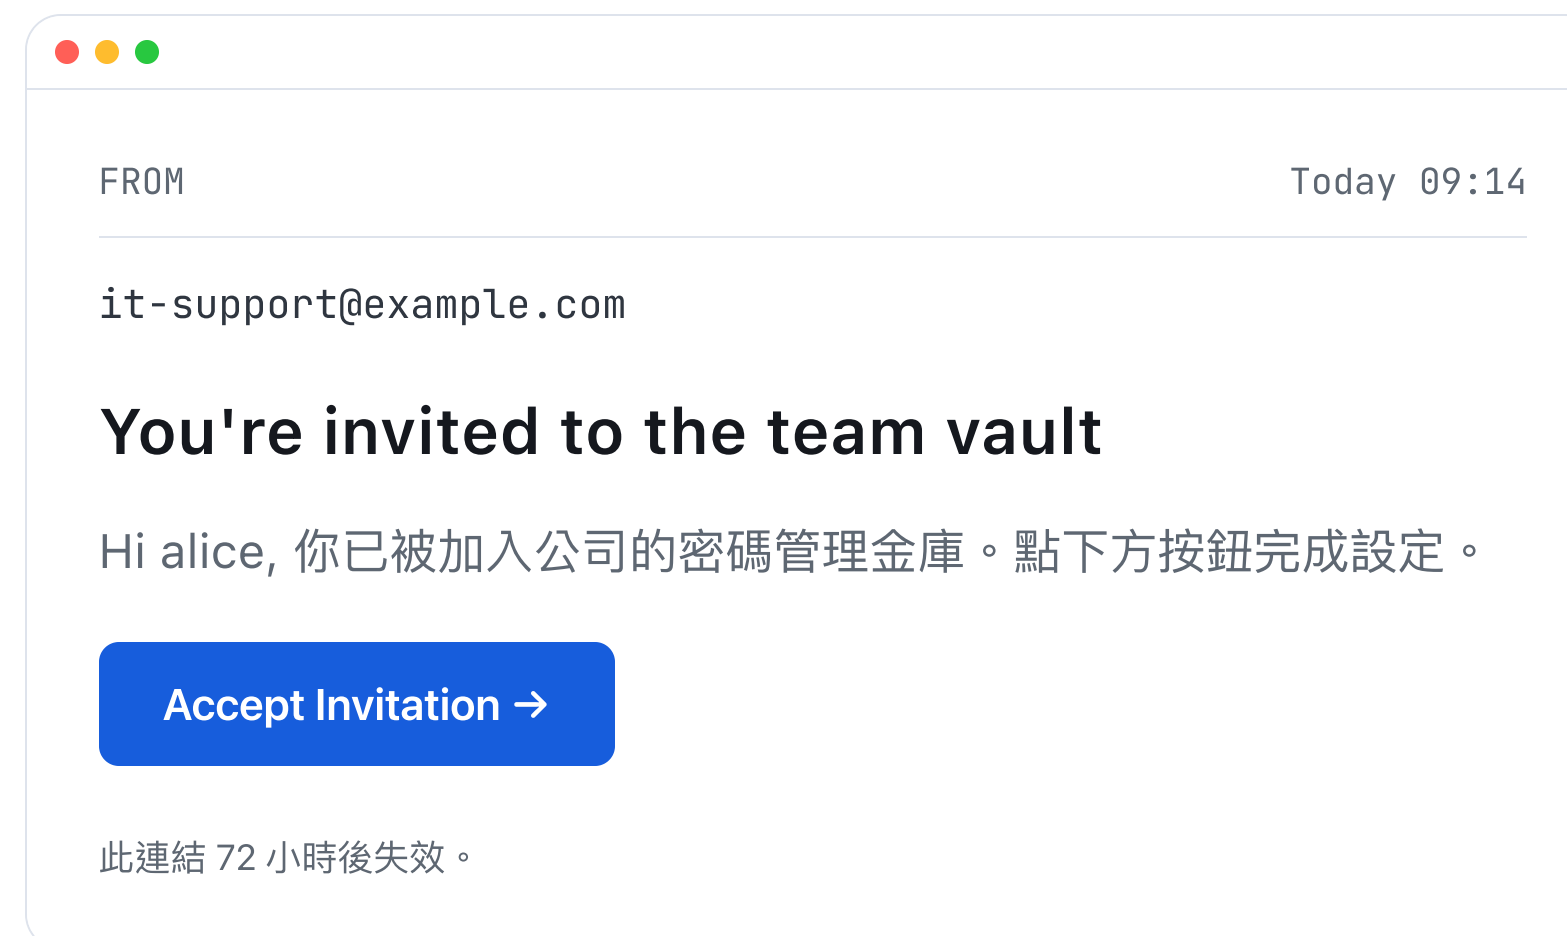 FROM
Today 09:14
it-support@example.com
You're invited to the team vault
Hi alice, 你已被加入公司的密碼管理金庫。點下方按鈕完成設定。
Accept Invitation →
此連結 72 小時後失效。